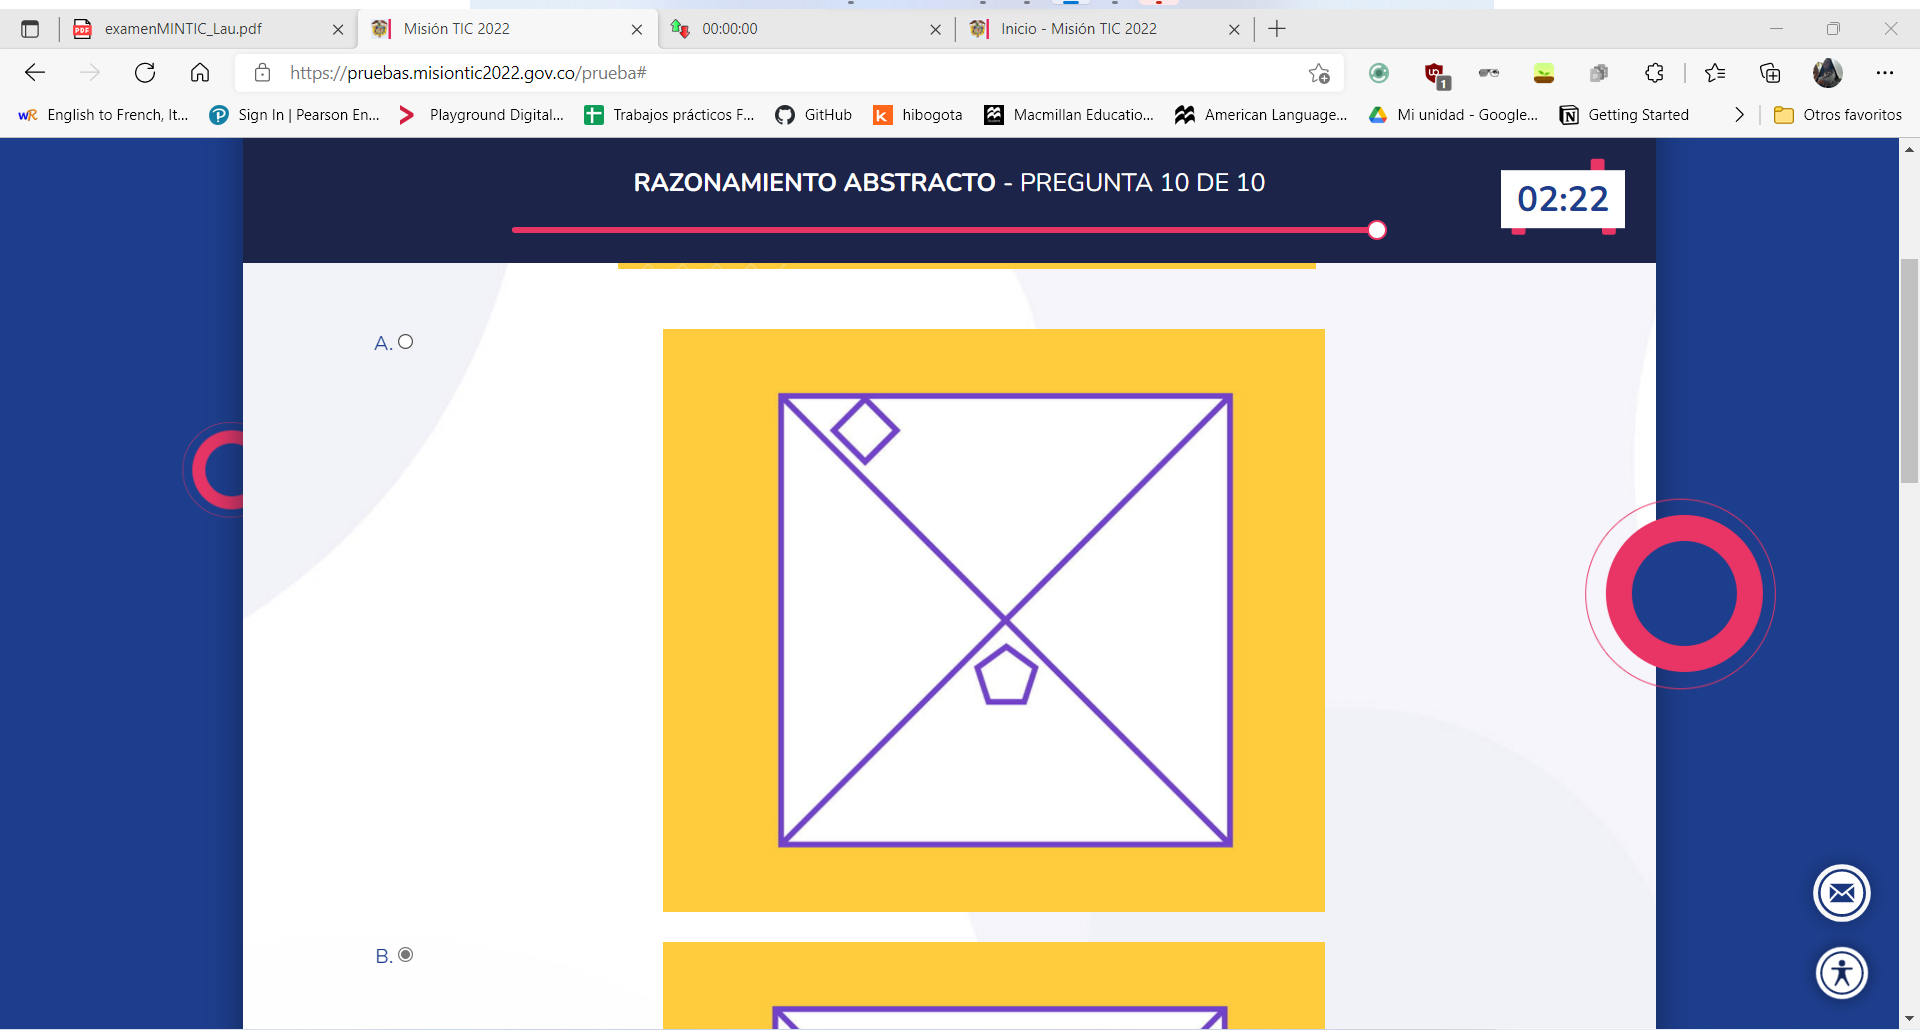 examenMINTIC_Lau.pdf
Misión TIC 2022
00:00:00
Inicio - Misión TIC 2022
https://pruebas.misiontic2022.gov.co/prueba#
1
English to French, It...
Sign In | Pearson En...
Playground Digital...
Trabajos prácticos F...
GitHub
hibogota
Macmillan Educatio...
American Language...
Mi unidad - Google...
Getting Started
Otros favoritos
RAZONAMIENTO ABSTRACTO - PREGUNTA 10 DE 10
02:22
A.
B.